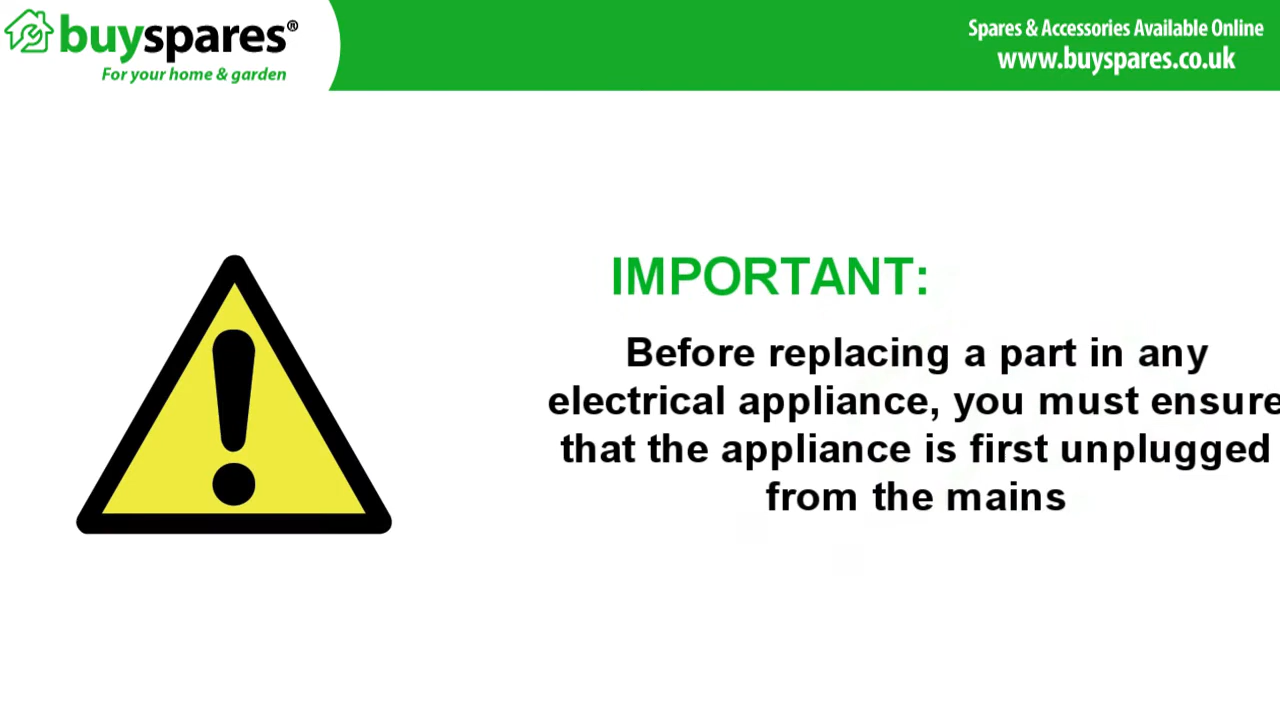 buyspares®
For your home & garden
Spares & Accessories Available Online
www.buyspares.co.uk
IMPORTANT:
Before replacing a part in any
electrical appliance, you must ensure
that the appliance is first unplugged
from the mains